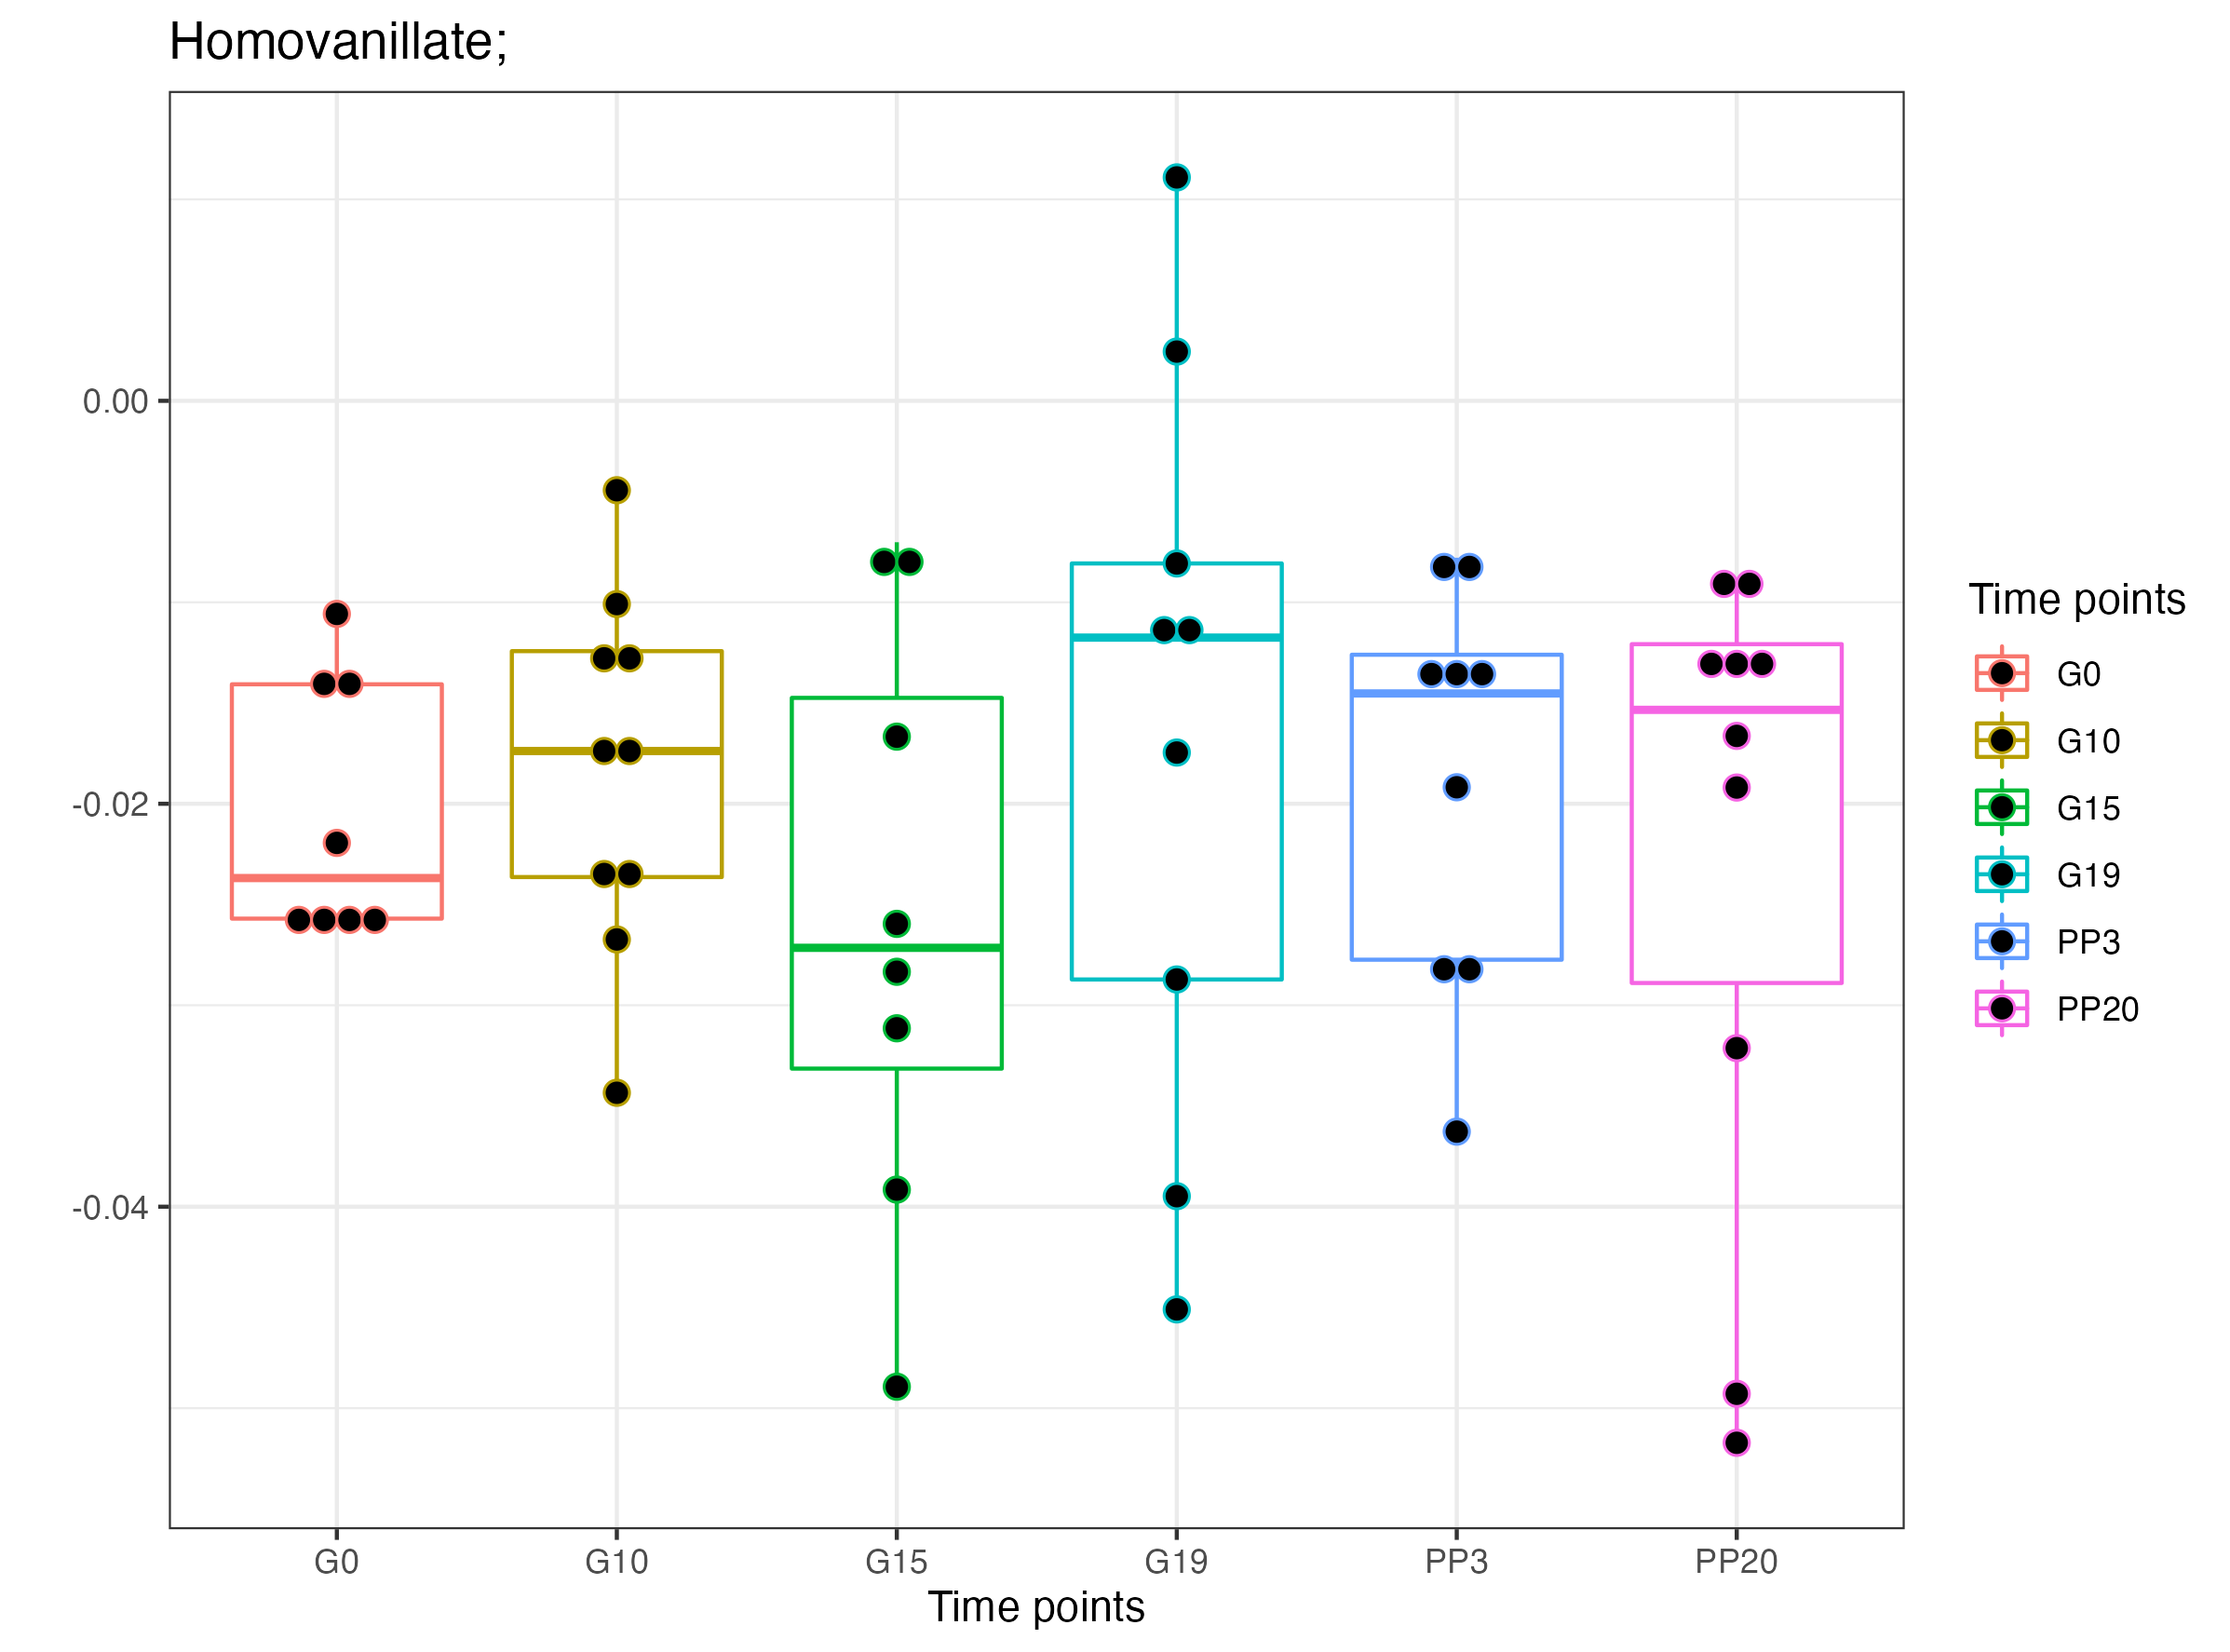 Homovanillate;
0.00
-0.02
-0.04
G0 G10 G15 G19 PP3 PP20
Time points
Time points
G0
G10
G15
G19
PP3
PP20